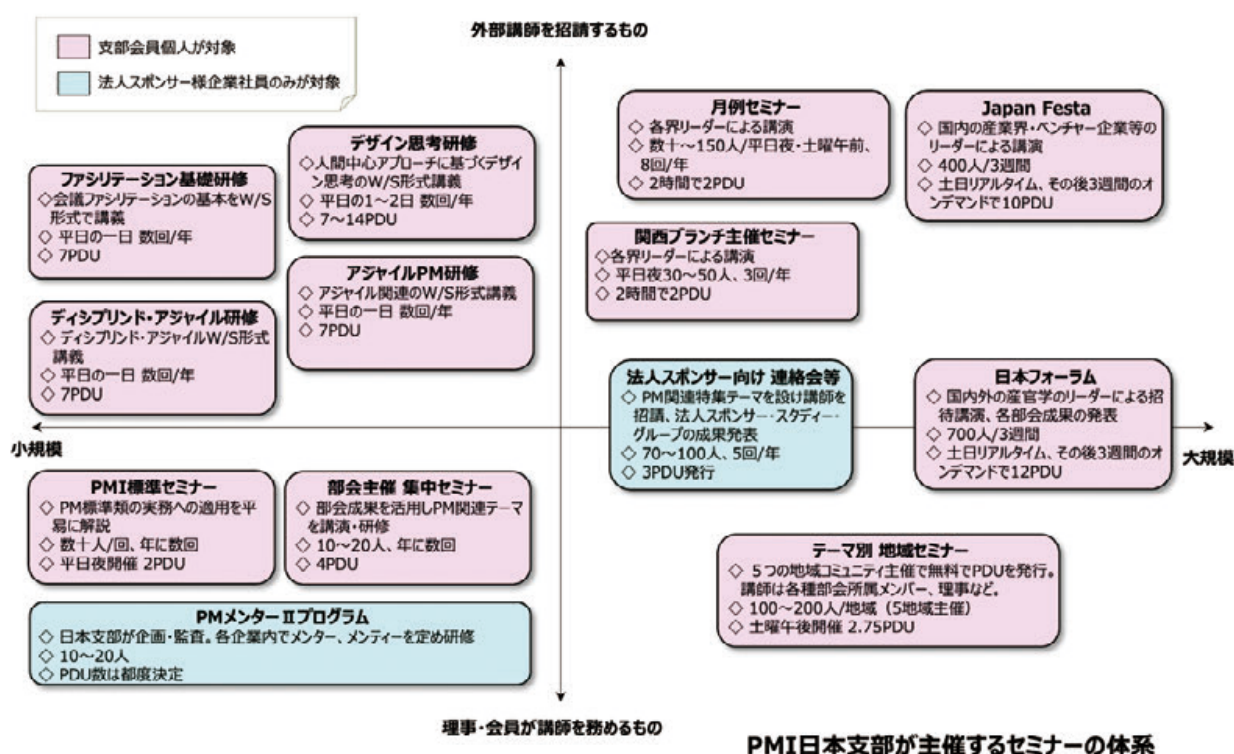 外部講師を招請するもの
支部会員個人が対象
法人スポンサー様企業社員のみが対象
月例セミナー
◇ 各界リーダーによる講演
◇ 数十～150人/平日夜・土曜午前、
8回/年
◇ 2時間で2PDU
Japan Festa
◇ 国内の産業界・ベンチャー企業等の
リーダーによる講演
◇ 400人/3週間
◇ 土日リアルタイム、その後3週間のオ
ンデマンドで10PDU
デザイン思考研修
◇人間中心アプローチに基づくデザイ
ン思考のW/S形式講義
◇ 平日の1～2日 数回/年
◇ 7～14PDU
ファシリテーション基礎研修
◇会議ファシリテーションの基本をW/S
形式で講義
◇ 平日の一日 数回/年
◇ 7PDU
関西ブランチ主催セミナー
◇各界リーダーによる講演
◇ 平日夜30～50人、3回/年
◇ 2時間で2PDU
アジャイルPM研修
◇ アジャイル関連のW/S形式講義
◇ 平日の一日 数回/年
◇ 7PDU
ディシプリンド・アジャイル研修
◇ ディシプリンド・アジャイルW/S形式
講義
◇ 平日の一日 数回/年
◇ 7PDU
法人スポンサー向け 連絡会等
◇ PM関連特集テーマを設け講師を
招請、法人スポンサー・スタディー・
グループの成果発表
◇ 70～100人、5回/年
◇ 3PDU発行
日本フォーラム
◇ 国内外の産官学のリーダーによる招
待講演、各部会成果の発表
◇ 700人/3週間
◇ 土日リアルタイム、その後3週間のオ
ンデマンドで12PDU
小規模
大規模
PMI標準セミナー
◇ PM標準類の実務への適用を平
易に解説
◇ 数十人/回、年に数回
◇ 平日夜開催 2PDU
部会主催 集中セミナー
◇ 部会成果を活用しPM関連テーマ
を講演・研修
◇ 10～20人、年に数回
◇ 4PDU
テーマ別 地域セミナー
◇ 5つの地域コミュニティ主催で無料でPDUを発行。
講師は各種部会所属メンバー、理事など。
◇ 100～200人/地域（5地域主催）
◇ 土曜午後開催 2.75PDU
PMメンターⅡプログラム
◇ 日本支部が企画・監査。各企業内でメンター、メンティーを定め研修
◇ 10～20人
◇ PDU数は都度決定
理事・会員が講師を務めるもの
PMI日本支部が主催するセミナーの体系